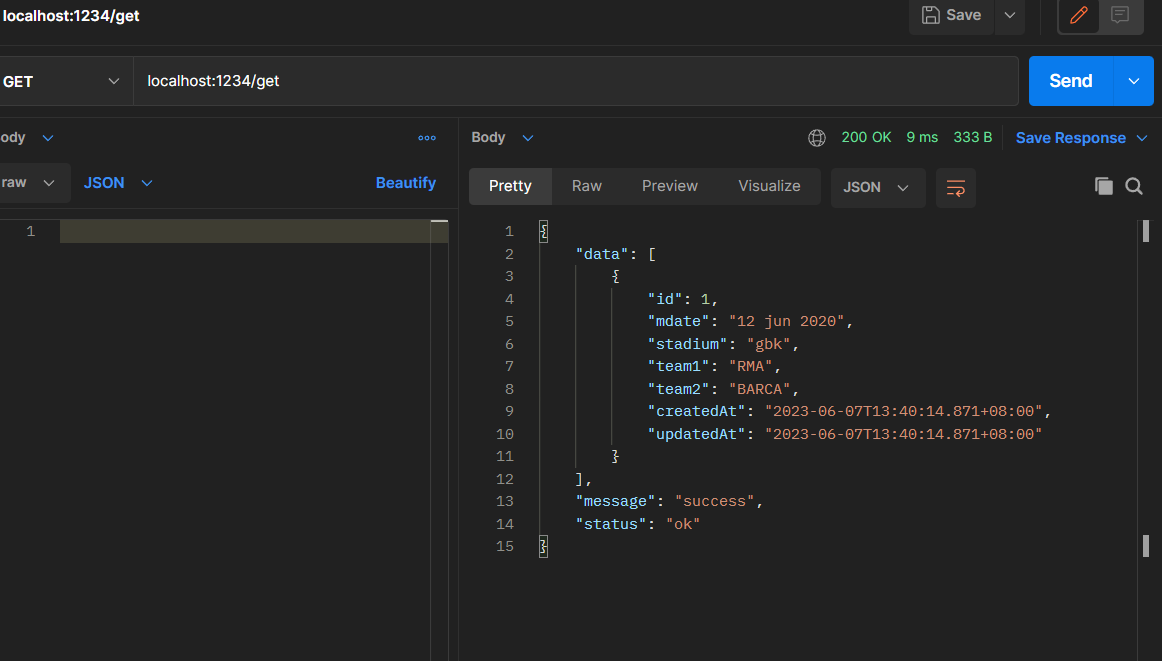 localhost:1234/get
Save
GET
localhost:1234/get
Send
ody
Body
200 OK 9 ms 333 B Save Response
raw JSON Beautify
Pretty Raw Preview Visualize JSON
1
1 {
2 "data": [
3 {
4 "id": 1,
5 "mdate": "12 jun 2020",
6 "stadium": "gbk",
7 "team1": "RMA",
8 "team2": "BARCA",
9 "createdAt": "2023-06-07T13:40:14.871+08:00",
10 "updatedAt": "2023-06-07T13:40:14.871+08:00"
11 }
12 ],
13 "message": "success",
14 "status": "ok"
15 }